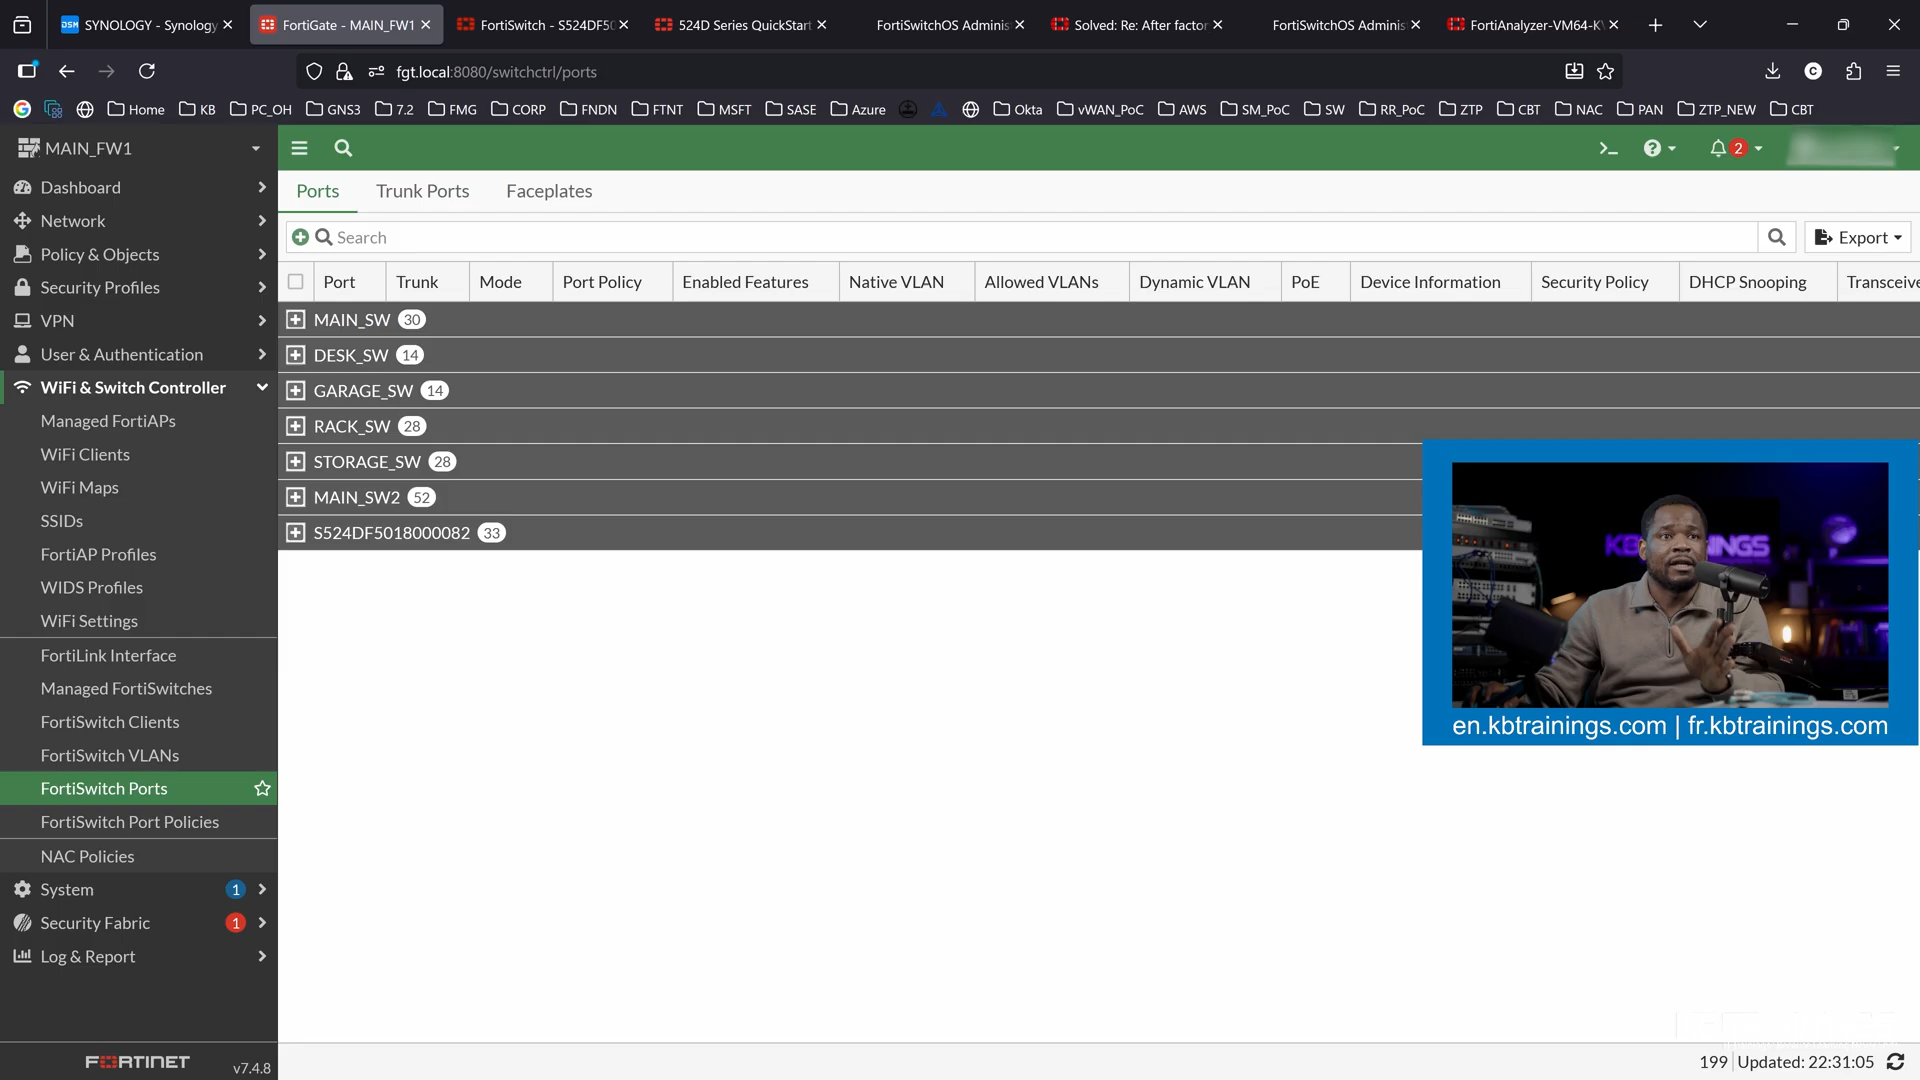 SYNOLOGY - Synology
FortiGate - MAIN_FW1
FortiSwitch - S524DF50
524D Series QuickStart
FortiSwitchOS Adminis
Solved: Re: After factor
FortiSwitchOS Adminis
FortiAnalyzer-VM64-KV
fgt.local:8080/switchctrl/ports
Home
KB
PC_OH
GNS3
7.2
FMG
CORP
FNDN
FTNT
MSFT
SASE
Azure
Okta
vWAN_PoC
AWS
SM_PoC
SW
RR_PoC
ZTP
CBT
NAC
PAN
ZTP_NEW
CBT
MAIN_FW1
2
Dashboard
Network
Policy & Objects
Security Profiles
VPN
User & Authentication
WiFi & Switch Controller
Managed FortiAPs
WiFi Clients
WiFi Maps
SSIDs
FortiAP Profiles
WIDS Profiles
WiFi Settings
FortiLink Interface
Managed FortiSwitches
FortiSwitch Clients
FortiSwitch VLANs
FortiSwitch Ports
FortiSwitch Port Policies
NAC Policies
System 1
Security Fabric 1
Log & Report
FORTINET v7.4.8
Ports Trunk Ports Faceplates
Search
Export
Port Trunk Mode Port Policy Enabled Features Native VLAN Allowed VLANs Dynamic VLAN PoE Device Information Security Policy DHCP Snooping Transceive
MAIN_SW 30
DESK_SW 14
GARAGE_SW 14
RACK_SW 28
STORAGE_SW 28
MAIN_SW2 52
S524DF5018000082 33
en.kbtrainings.com | fr.kbtrainings.com
199 Updated: 22:31:05